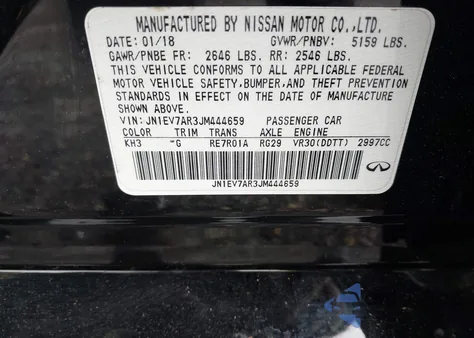 MANUFACTURED BY NISSAN MOTOR CO.,LTD.
DATE: 01/18 GVWR/PNBV: 5159 LBS.
GAWR/PNBE FR: 2646 LBS. RR: 2546 LBS.
THIS VEHICLE CONFORMS TO ALL APPLICABLE FEDERAL
MOTOR VEHICLE SAFETY,BUMPER,AND THEFT PREVENTION
STANDARDS IN EFFECT ON THE DATE OF MANUFACTURE
SHOWN ABOVE.
VIN: JN1EV7AR3JM444659 PASSENGER CAR
COLOR TRIM TRANS AXLE ENGINE
KH3 -G RE7R01A RG29 VR30(DDTT) 2997CC
JN1EV7AR3JM444659